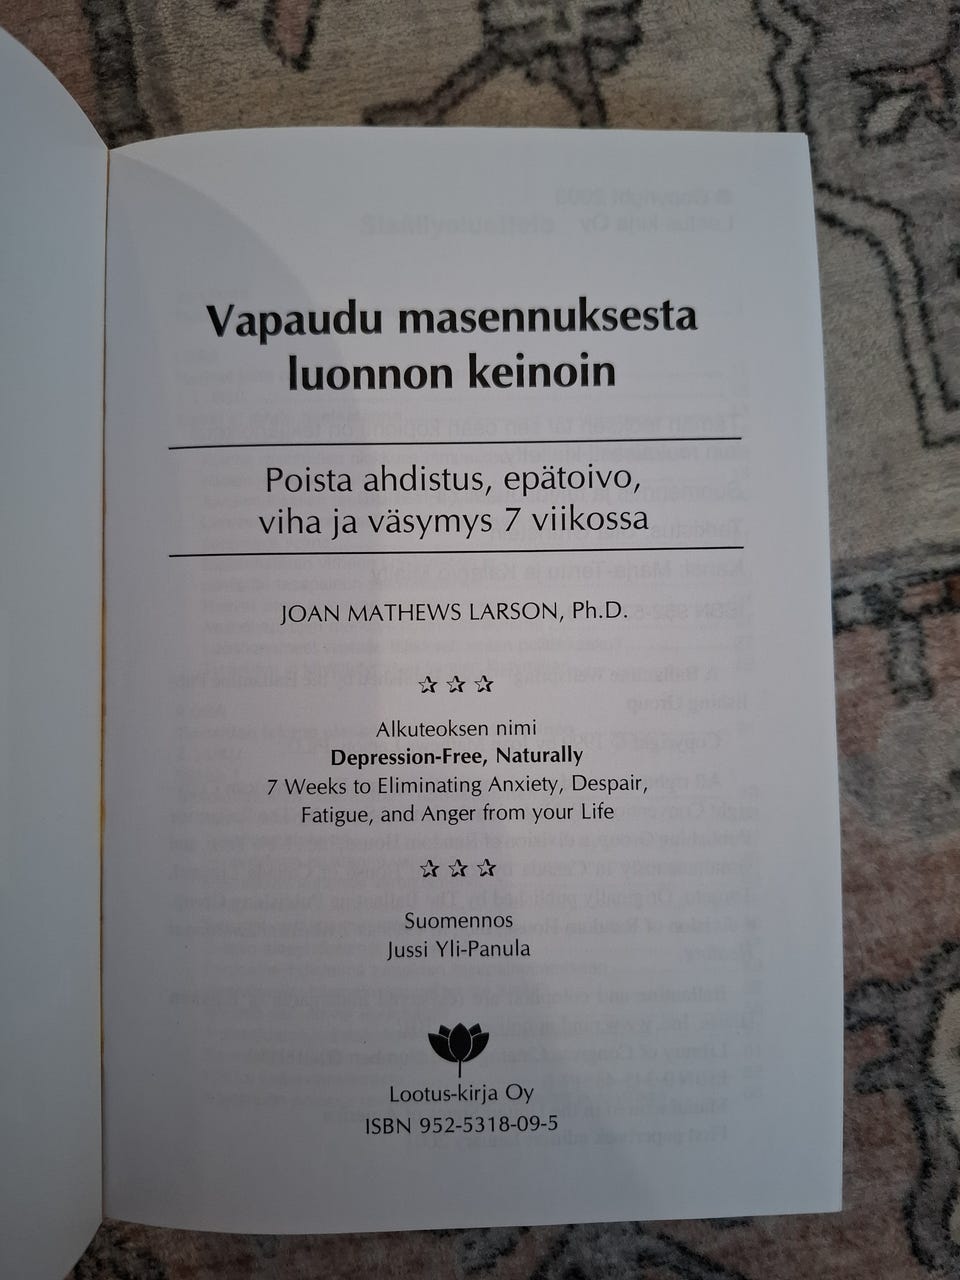 Vapaudu masennuksesta
luonnon keinoin
Poista ahdistus, epätoivo,
viha ja väsymys 7 viikossa
JOAN MATHEWS LARSON, Ph.D.
Alkuteoksen nimi
Depression-Free, Naturally
7 Weeks to Eliminating Anxiety, Despair,
Fatigue, and Anger from your Life
Suomennos
Jussi Yli-Panula
Lootus-kirja Oy
ISBN 952-5318-09-5